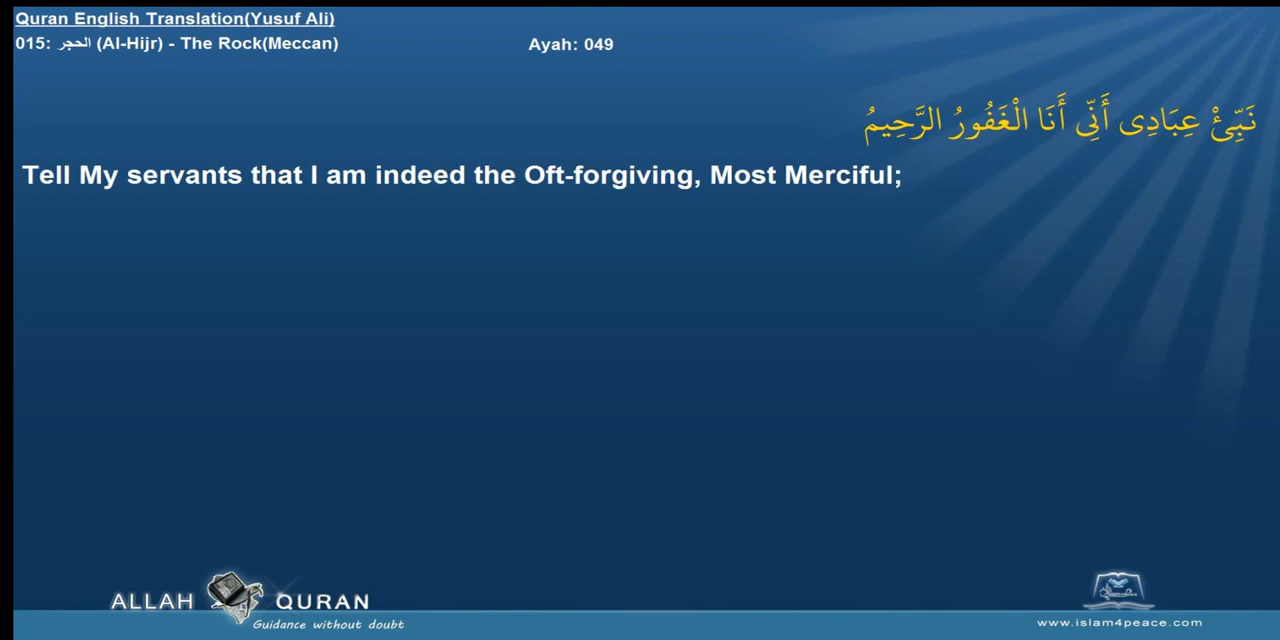 Quran English Translation(Yusuf Ali)
015: الحجر (Al-Hijr) - The Rock(Meccan)
Ayah: 049
نَبِّئْ عِبَادِى أَنِّى أَنَا الْغَفُورُ الرَّحِيمُ
Tell My servants that I am indeed the Oft-forgiving, Most Merciful;
ALLAH QURAN
Guidance without doubt
www.islam4peace.com